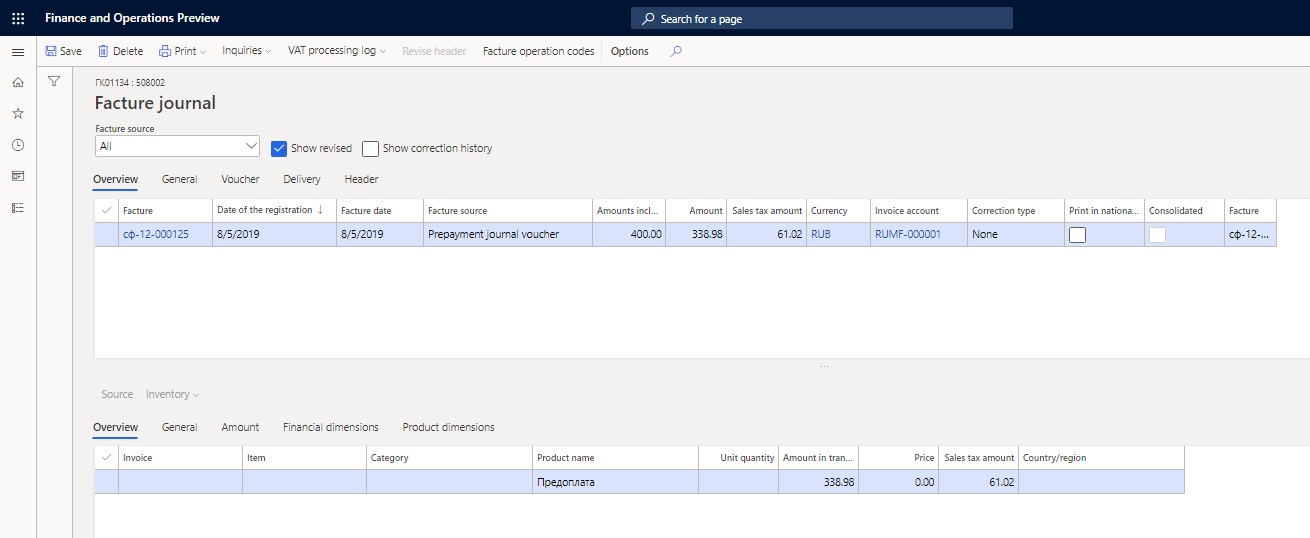 Finance and Operations Preview
Search for a page
Save Delete Print Inquiries VAT processing log Revise header Facture operation codes Options
ГК01134 : 508002
Facture journal
Facture source
All Show revised Show correction history
Overview General Voucher Delivery Header
Facture Date of the registration ↓ Facture date Facture source Amounts incl... Amount Sales tax amount Currency Invoice account Correction type Print in nationa... Consolidated Facture
сф-12-000125 8/5/2019 8/5/2019 Prepayment journal voucher 400.00 338.98 61.02 RUB RUMF-000001 None сф-12-...
Source Inventory
Overview General Amount Financial dimensions Product dimensions
Invoice Item Category Product name Unit quantity Amount in tran... Price Sales tax amount Country/region
Предоплата 338.98 0.00 61.02